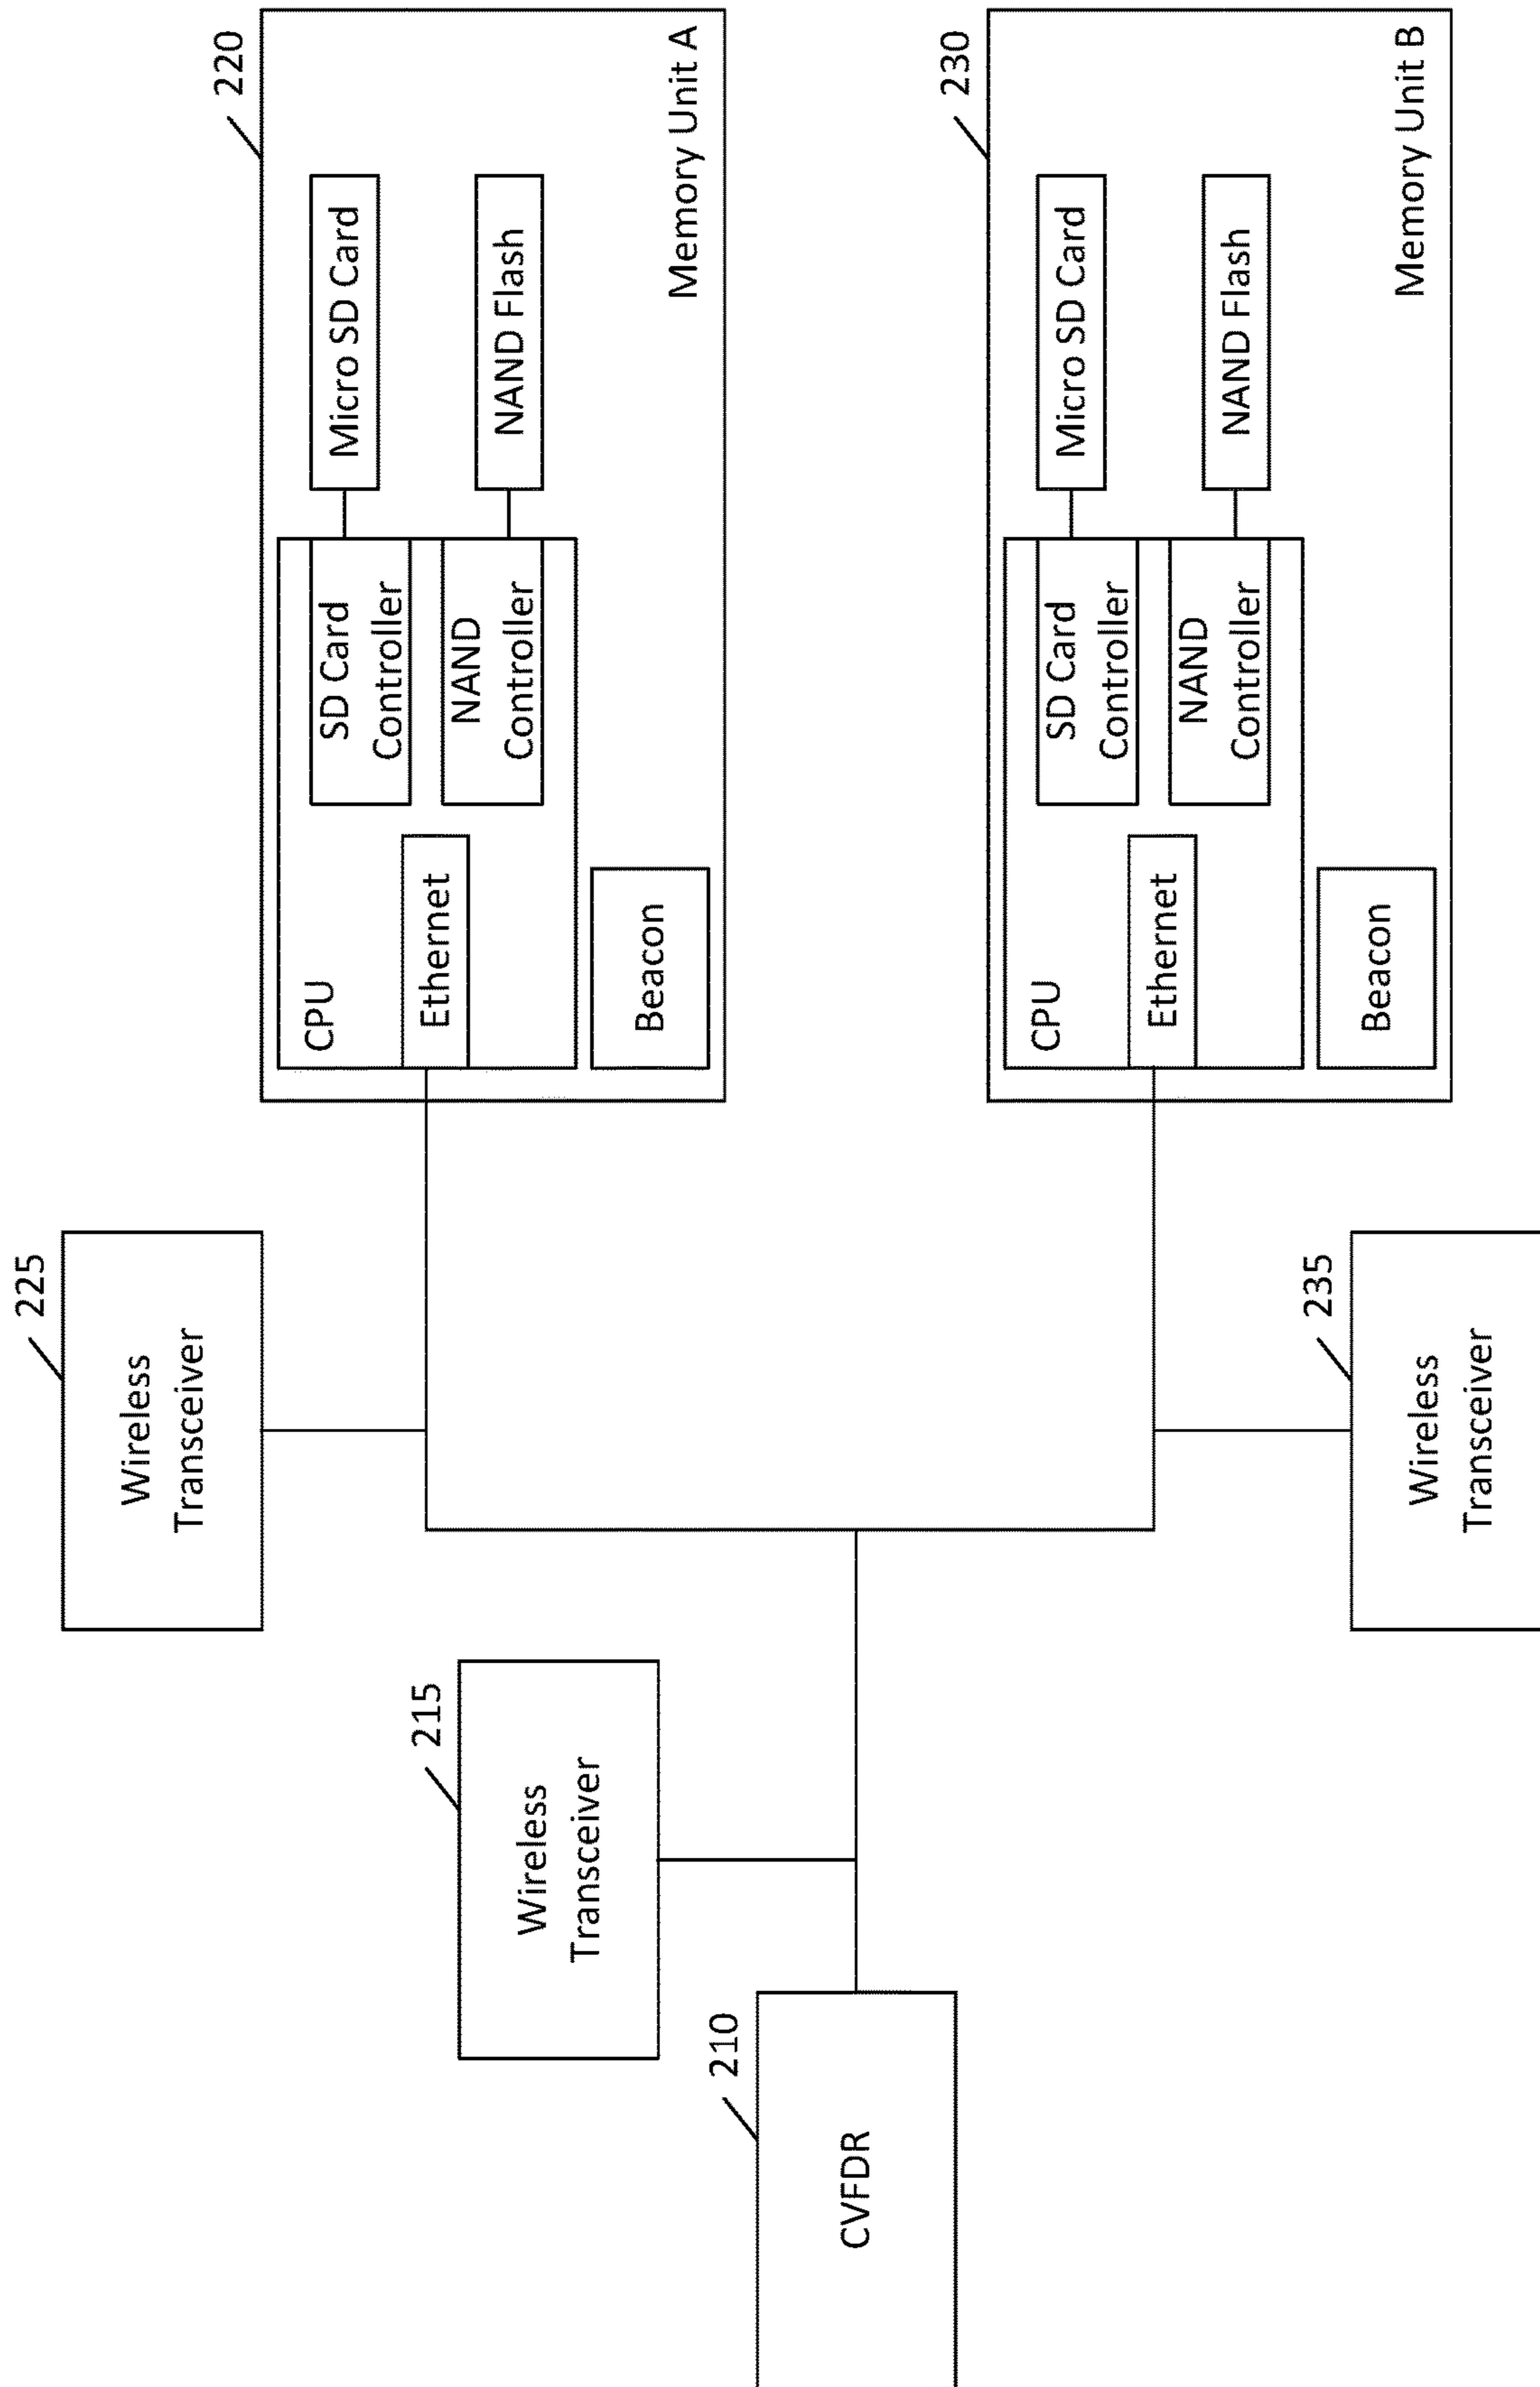 225
Wireless
Transceiver
220
CPU
SD Card
Controller
Micro SD Card
Ethernet
NAND
Controller
NAND Flash
Beacon
Memory Unit A
215
Wireless
Transceiver
210
CVFDR
230
CPU
SD Card
Controller
Micro SD Card
Ethernet
NAND
Controller
NAND Flash
Beacon
Memory Unit B
235
Wireless
Transceiver